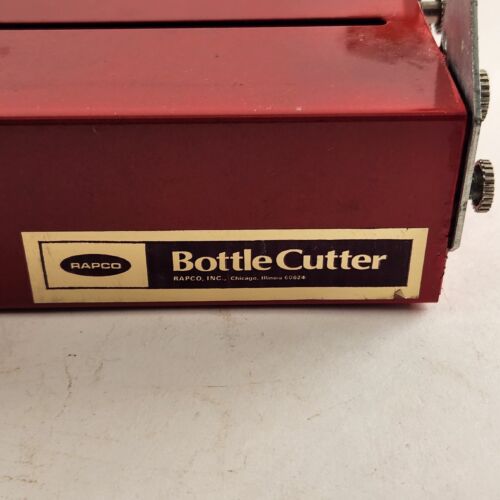 RAPCO
Bottle Cutter
RAPCO, INC., Chicago, Illinois 60624